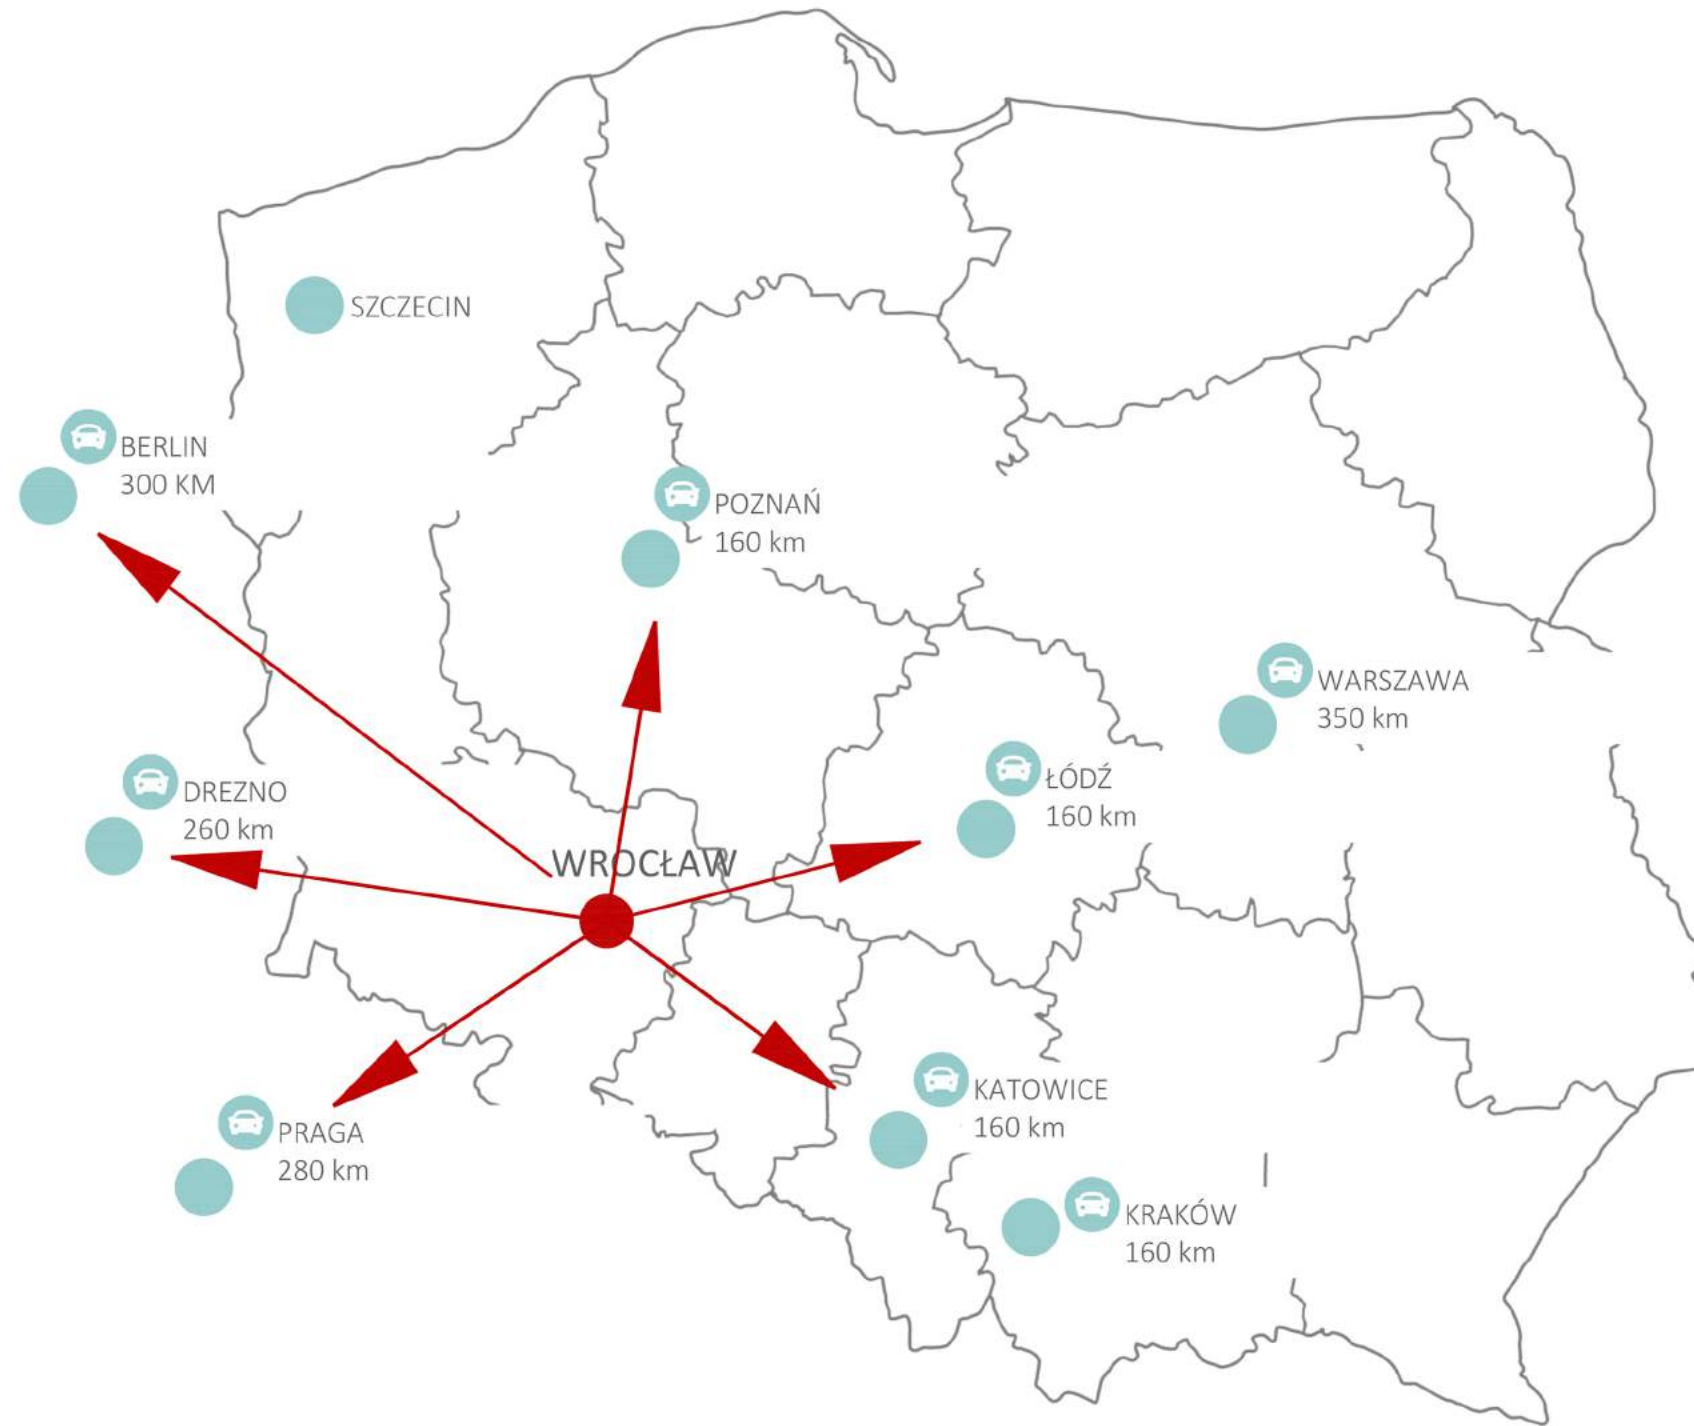 SZCZECIN
BERLIN
300 KM
POZNAŃ
160 km
WARSZAWA
350 km
ŁÓDŹ
160 km
DREZNO
260 km
WROCŁAW
KATOWICE
160 km
PRAGA
280 km
KRAKÓW
160 km